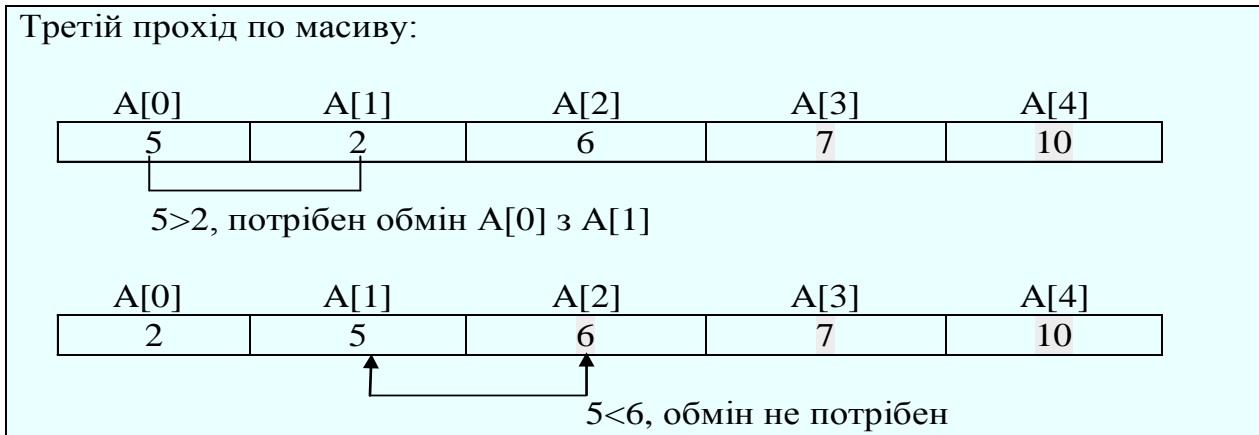 Третій прохід по масиву:
A[0] A[1] A[2] A[3] A[4]
5 2 6 7 10
5>2, потрібен обмін A[0] з A[1]
A[0] A[1] A[2] A[3] A[4]
2 5 6 7 10
5<6, обмін не потрібен